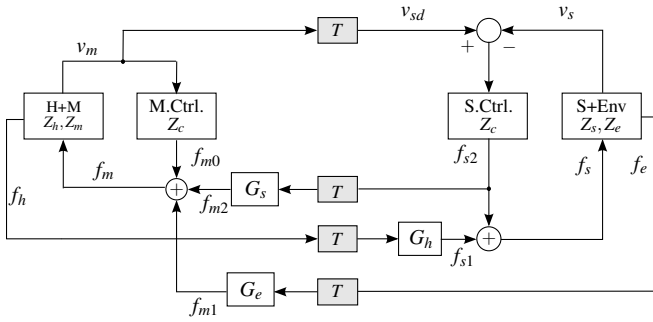 v_m
T
v_sd
v_s
+
−
H+M
Z_h, Z_m
M.Ctrl.
Z_c
S.Ctrl.
Z_c
S+Env
Z_s, Z_e
f_m0
f_s2
f_h
f_m
f_s
f_e
+
f_m2
G_s
T
T
G_h
f_s1
+
f_m1
G_e
T